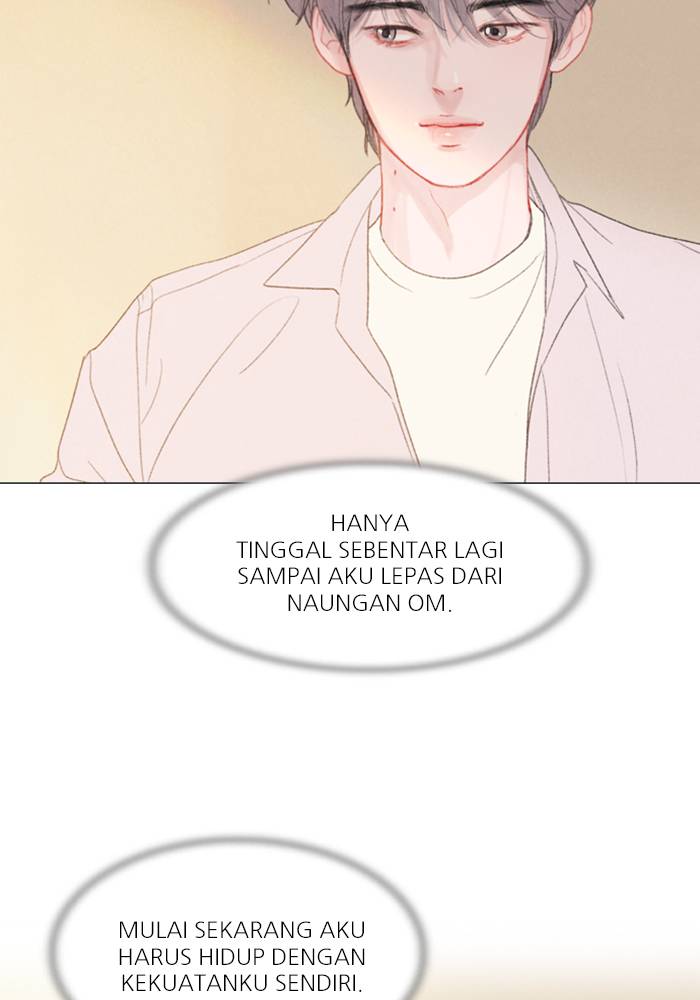 HANYA
TINGGAL SEBENTAR LAGI
SAMPAI AKU LEPAS DARI
NAUNGAN OM.
MULAI SEKARANG AKU
HARUS HIDUP DENGAN
KEKUATANKU SENDIRI.